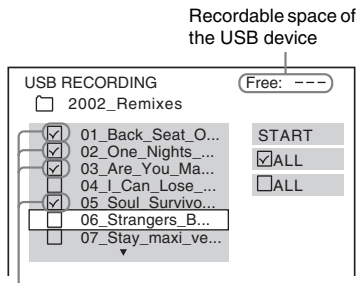 Recordable space of
the USB device
USB RECORDING
Free: ---
2002_Remixes
01_Back_Seat_O...
02_One_Nights_...
03_Are_You_Ma...
04_I_Can_Lose_...
05_Soul_Survivo...
06_Strangers_B...
07_Stay_maxi_ve...
START
ALL
ALL